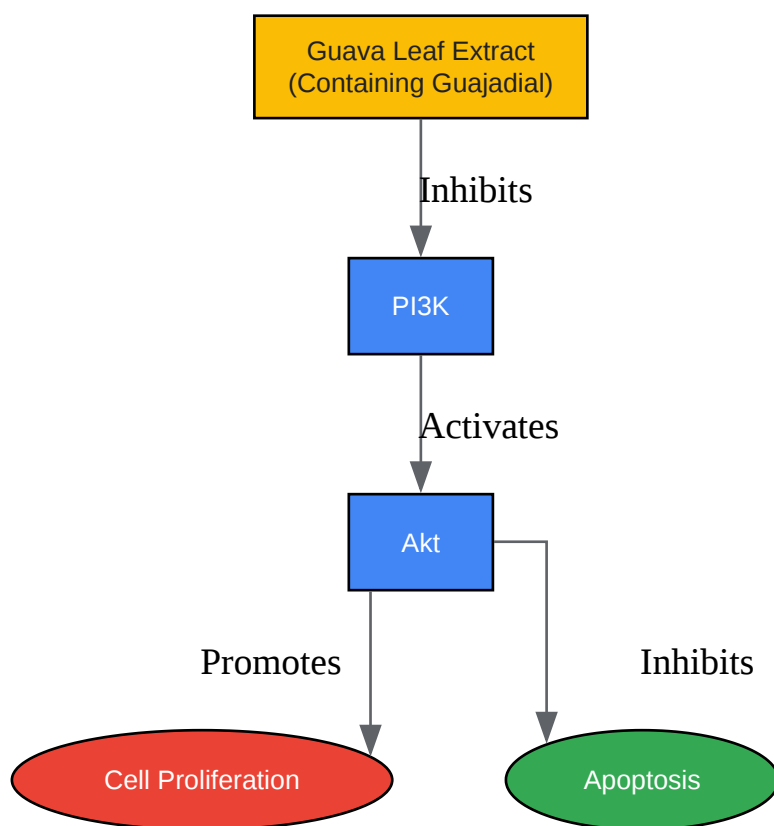 Guava Leaf Extract
(Containing Guajadial)
Inhibits
PI3K
Activates
Akt
Promotes
Inhibits
Cell Proliferation
Apoptosis